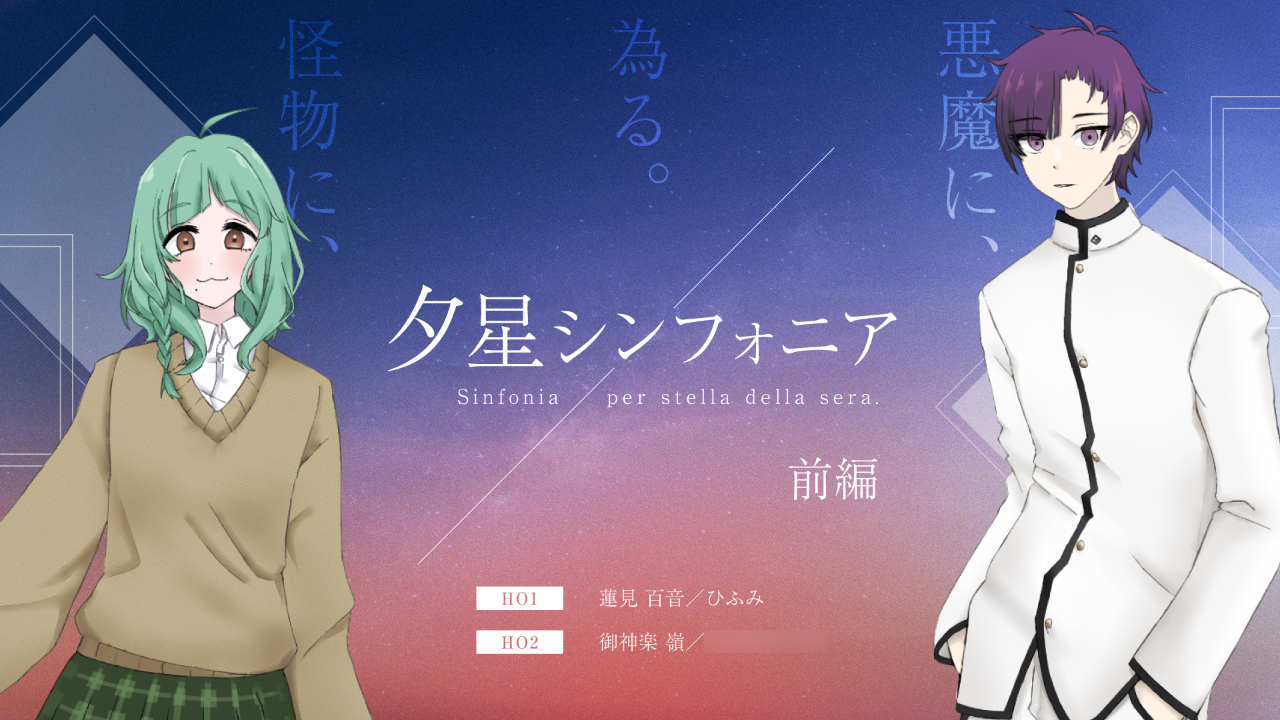 悪魔に、
為る。
怪物に、
夕星シンフォニア
Sinfonia per stella della sera.
前編
HO1 蓮見 百音／ひふみ
HO2 御神楽 嶺／